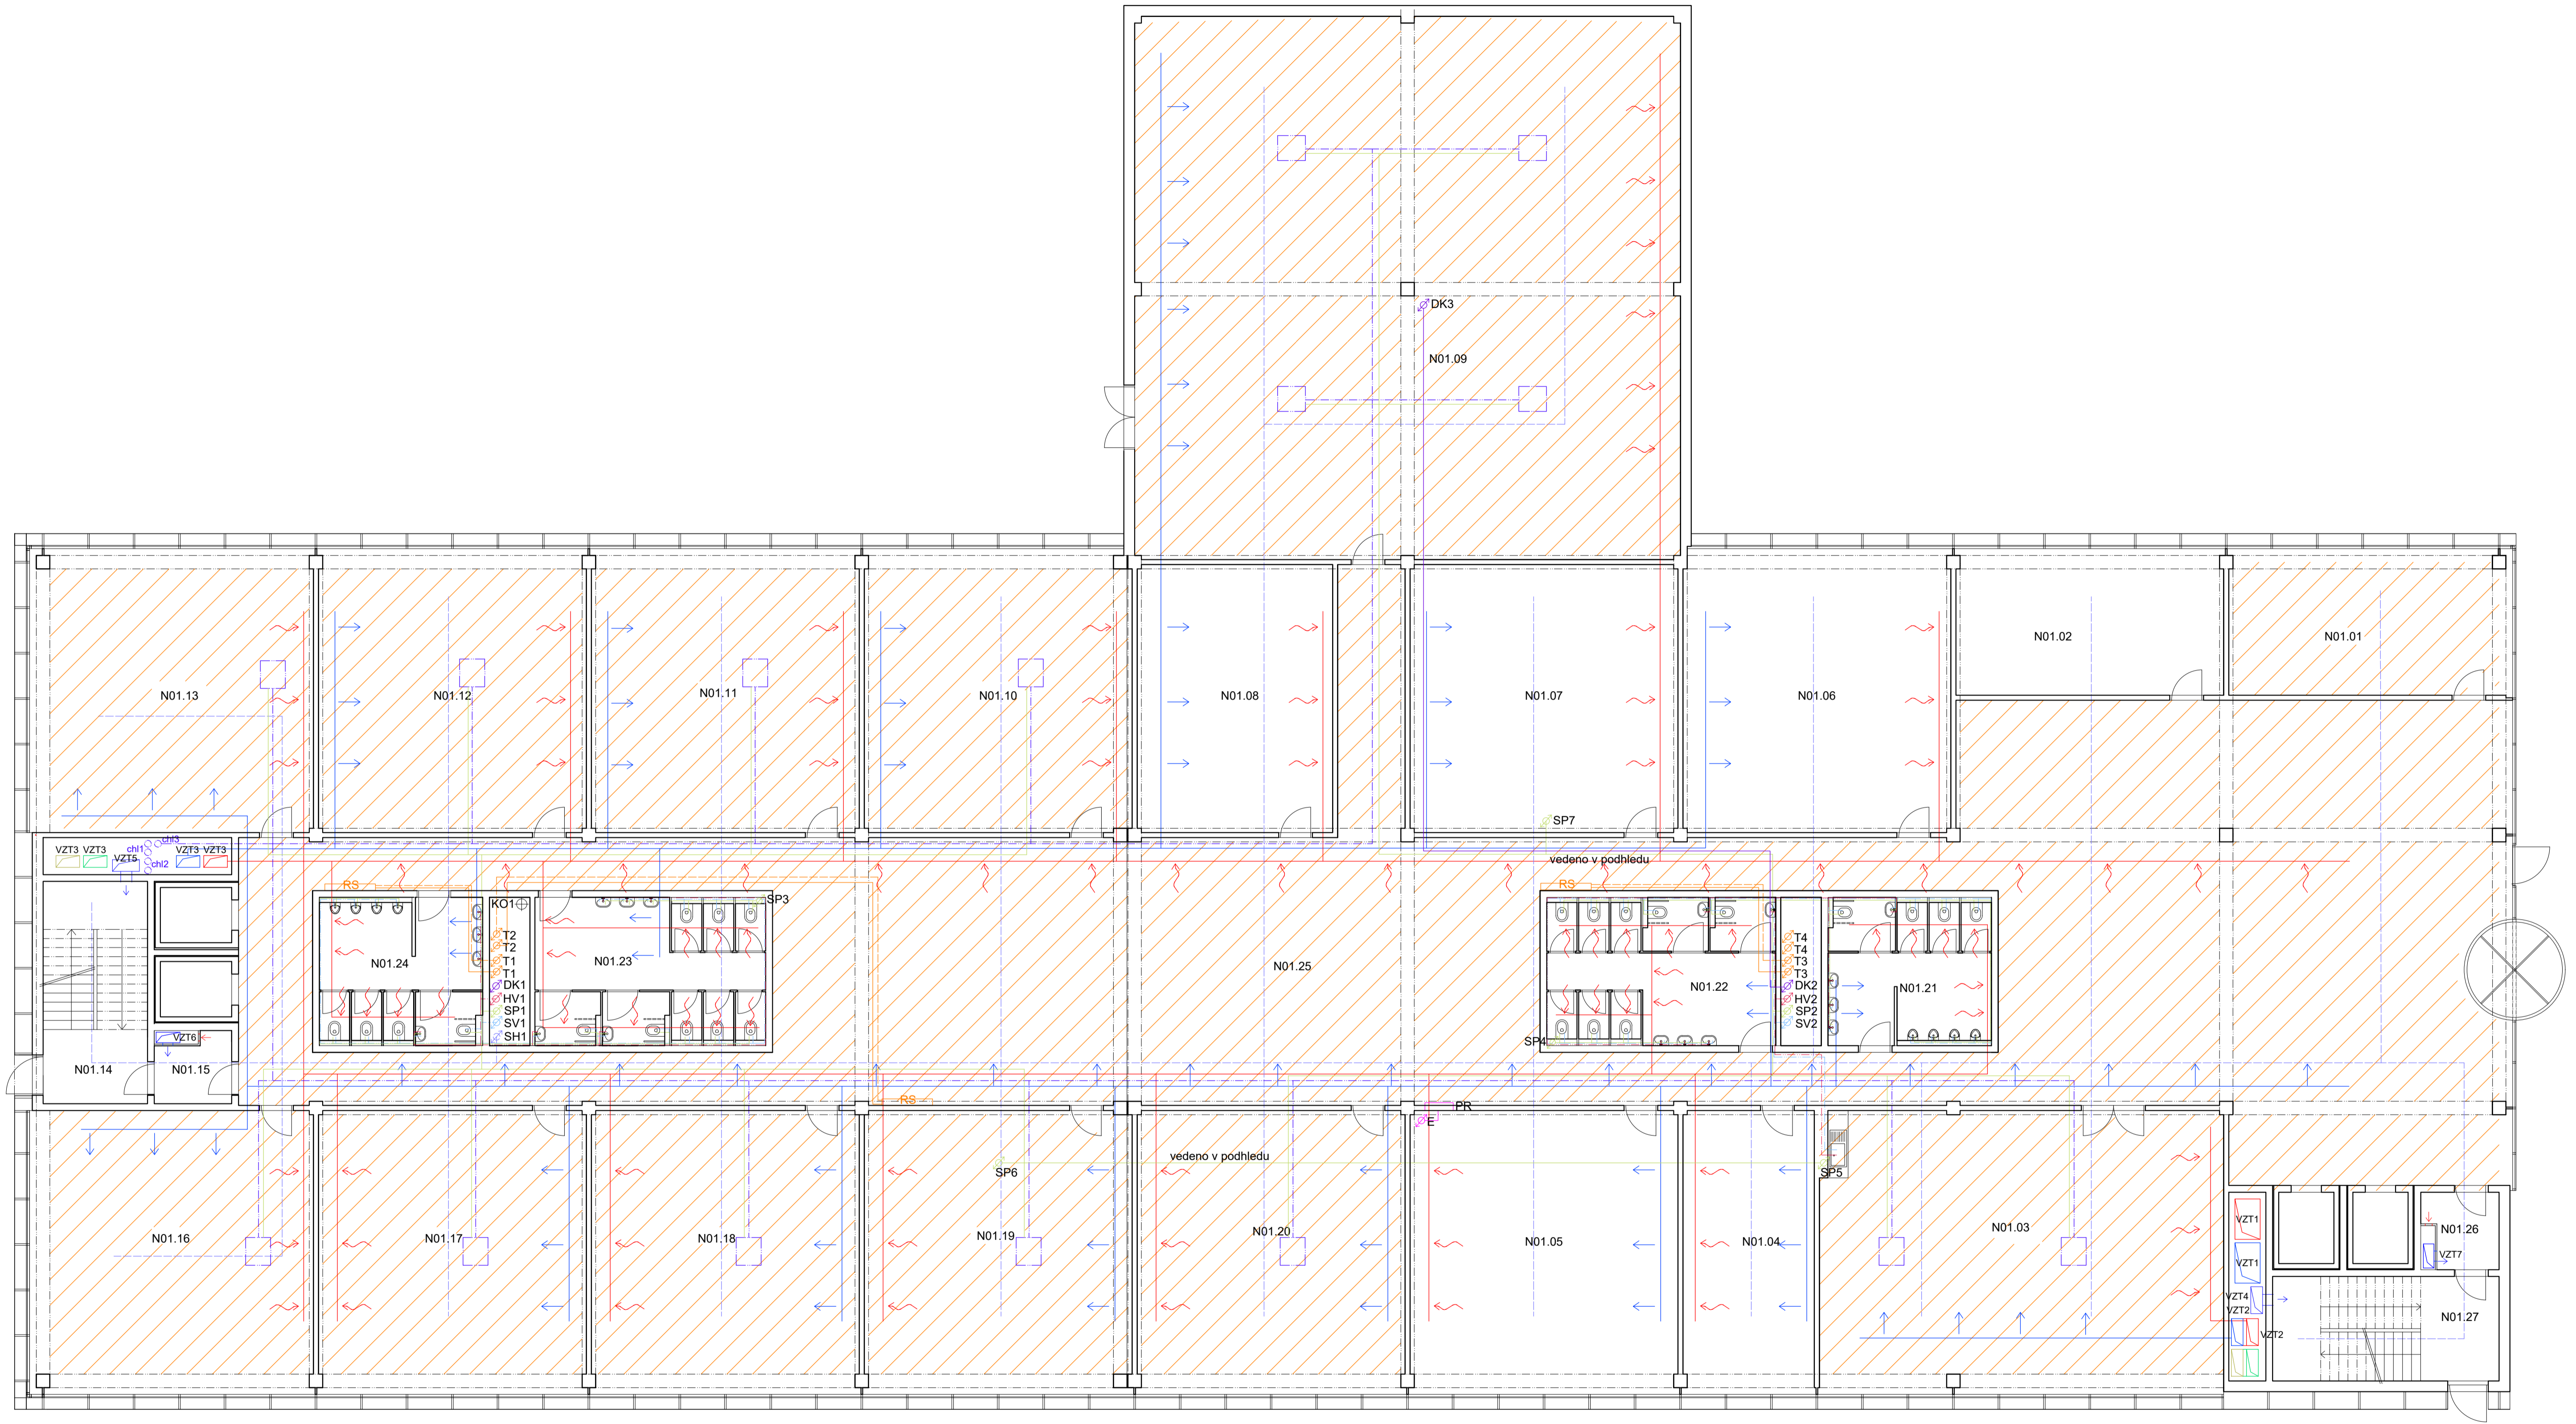 DK3
N01.09
N01.02
N01.01
N01.13
N01.12
N01.11
N01.10
N01.08
N01.07
N01.06
SP7
vedeno v podhledu
chl3
chl1
chl2
VZT3
VZT3
VZT5
VZT3
VZT3
RS
KO1
SP3
RS
T2
T2
T1
T1
DK1
HV1
SP1
SV1
SH1
N01.24
N01.23
N01.25
T4
T4
T3
T3
DK2
HV2
SP2
SV2
N01.22
N01.21
SP4
VZT6
N01.14
N01.15
RS
PR
E
vedeno v podhledu
SP6
SP5
N01.16
N01.17
N01.18
N01.19
N01.20
N01.05
N01.04
N01.03
VZT1
VZT1
VZT4
VZT2
VZT2
N01.26
VZT7
N01.27